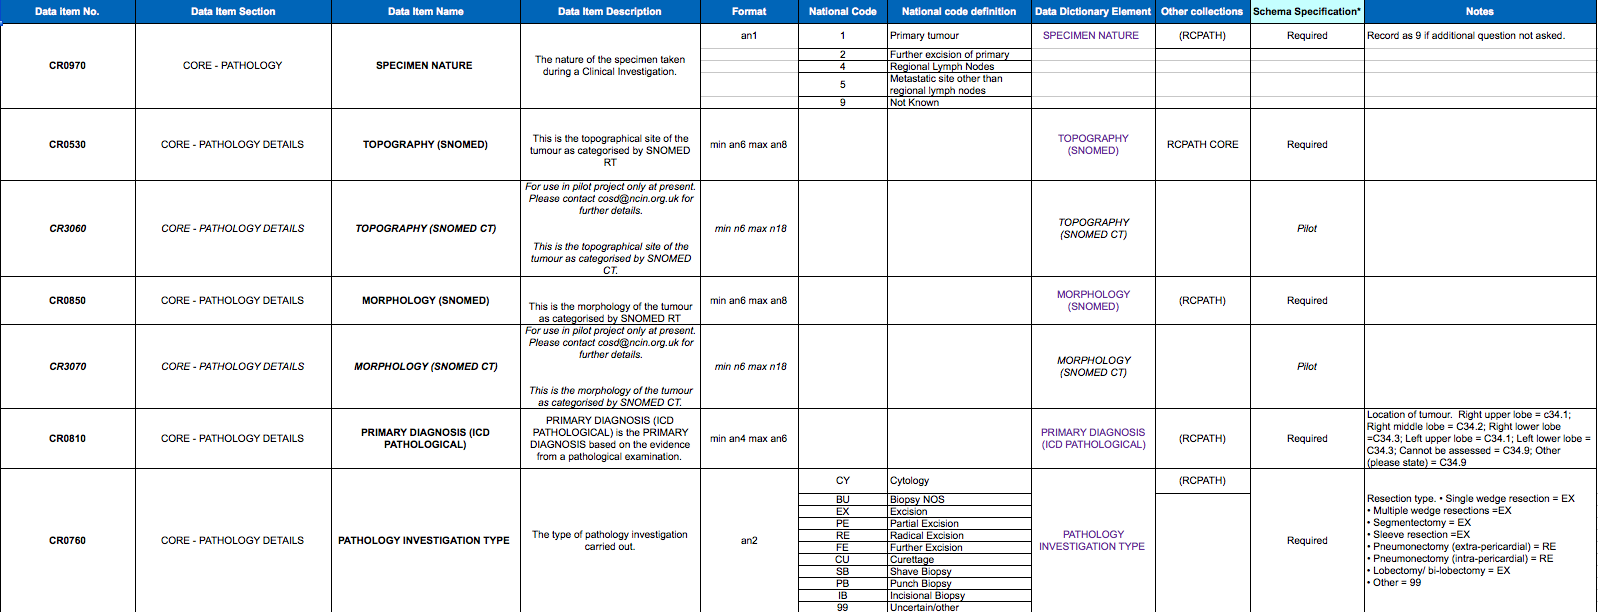 Data Item No. Data Item Section Data Item Name Data Item Description Format National Code National code definition Data Dictionary Element Other collections Schema Specification* Notes
CR0970 CORE - PATHOLOGY SPECIMEN NATURE
The nature of the specimen taken
during a Clinical Investigation.
an1 1 Primary tumour SPECIMEN NATURE (RCPATH) Required Record as 9 if additional question not asked.
2 Further excision of primary
4 Regional Lymph Nodes
5 Metastatic site other than
regional lymph nodes
9 Not Known
CR0530 CORE - PATHOLOGY DETAILS TOPOGRAPHY (SNOMED)
This is the topographical site of the
tumour as categorised by SNOMED
RT
min an6 max an8
TOPOGRAPHY
(SNOMED)
RCPATH CORE Required
CR3060 CORE - PATHOLOGY DETAILS TOPOGRAPHY (SNOMED CT)
For use in pilot project only at present.
Please contact cosd@ncin.org.uk for
further details.
This is the topographical site of the
tumour as categorised by SNOMED
CT.
min n6 max n18
TOPOGRAPHY
(SNOMED CT)
Pilot
CR0850 CORE - PATHOLOGY DETAILS MORPHOLOGY (SNOMED)
This is the morphology of the tumour
as categorised by SNOMED RT
min an6 max an8
MORPHOLOGY
(SNOMED)
(RCPATH) Required
CR3070 CORE - PATHOLOGY DETAILS MORPHOLOGY (SNOMED CT)
For use in pilot project only at present.
Please contact cosd@ncin.org.uk for
further details.
This is the morphology of the tumour
as categorised by SNOMED CT.
min n6 max n18
MORPHOLOGY
(SNOMED CT)
Pilot
CR0810 CORE - PATHOLOGY DETAILS
PRIMARY DIAGNOSIS (ICD
PATHOLOGICAL)
PRIMARY DIAGNOSIS (ICD
PATHOLOGICAL) is the PRIMARY
DIAGNOSIS based on the evidence
from a pathological examination.
min an4 max an6
PRIMARY DIAGNOSIS
(ICD PATHOLOGICAL)
(RCPATH) Required
Location of tumour. Right upper lobe = c34.1;
Right middle lobe = C34.2; Right lower lobe
=C34.3; Left upper lobe = C34.1; Left lower lobe =
C34.3; Cannot be assessed = C34.9; Other
(please state) = C34.9
CR0760 CORE - PATHOLOGY DETAILS PATHOLOGY INVESTIGATION TYPE
The type of pathology investigation
carried out.
an2
CY Cytology
BU Biopsy NOS
EX Excision
PE Partial Excision
RE Radical Excision
FE Further Excision
CU Curettage
SB Shave Biopsy
PB Punch Biopsy
IB Incisional Biopsy
99 Uncertain/other
PATHOLOGY
INVESTIGATION TYPE
(RCPATH) Required
Resection type. • Single wedge resection = EX
• Multiple wedge resections =EX
• Segmentectomy = EX
• Sleeve resection =EX
• Pneumonectomy (extra-pericardial) = RE
• Pneumonectomy (intra-pericardial) = RE
• Lobectomy/ bi-lobectomy = EX
• Other = 99